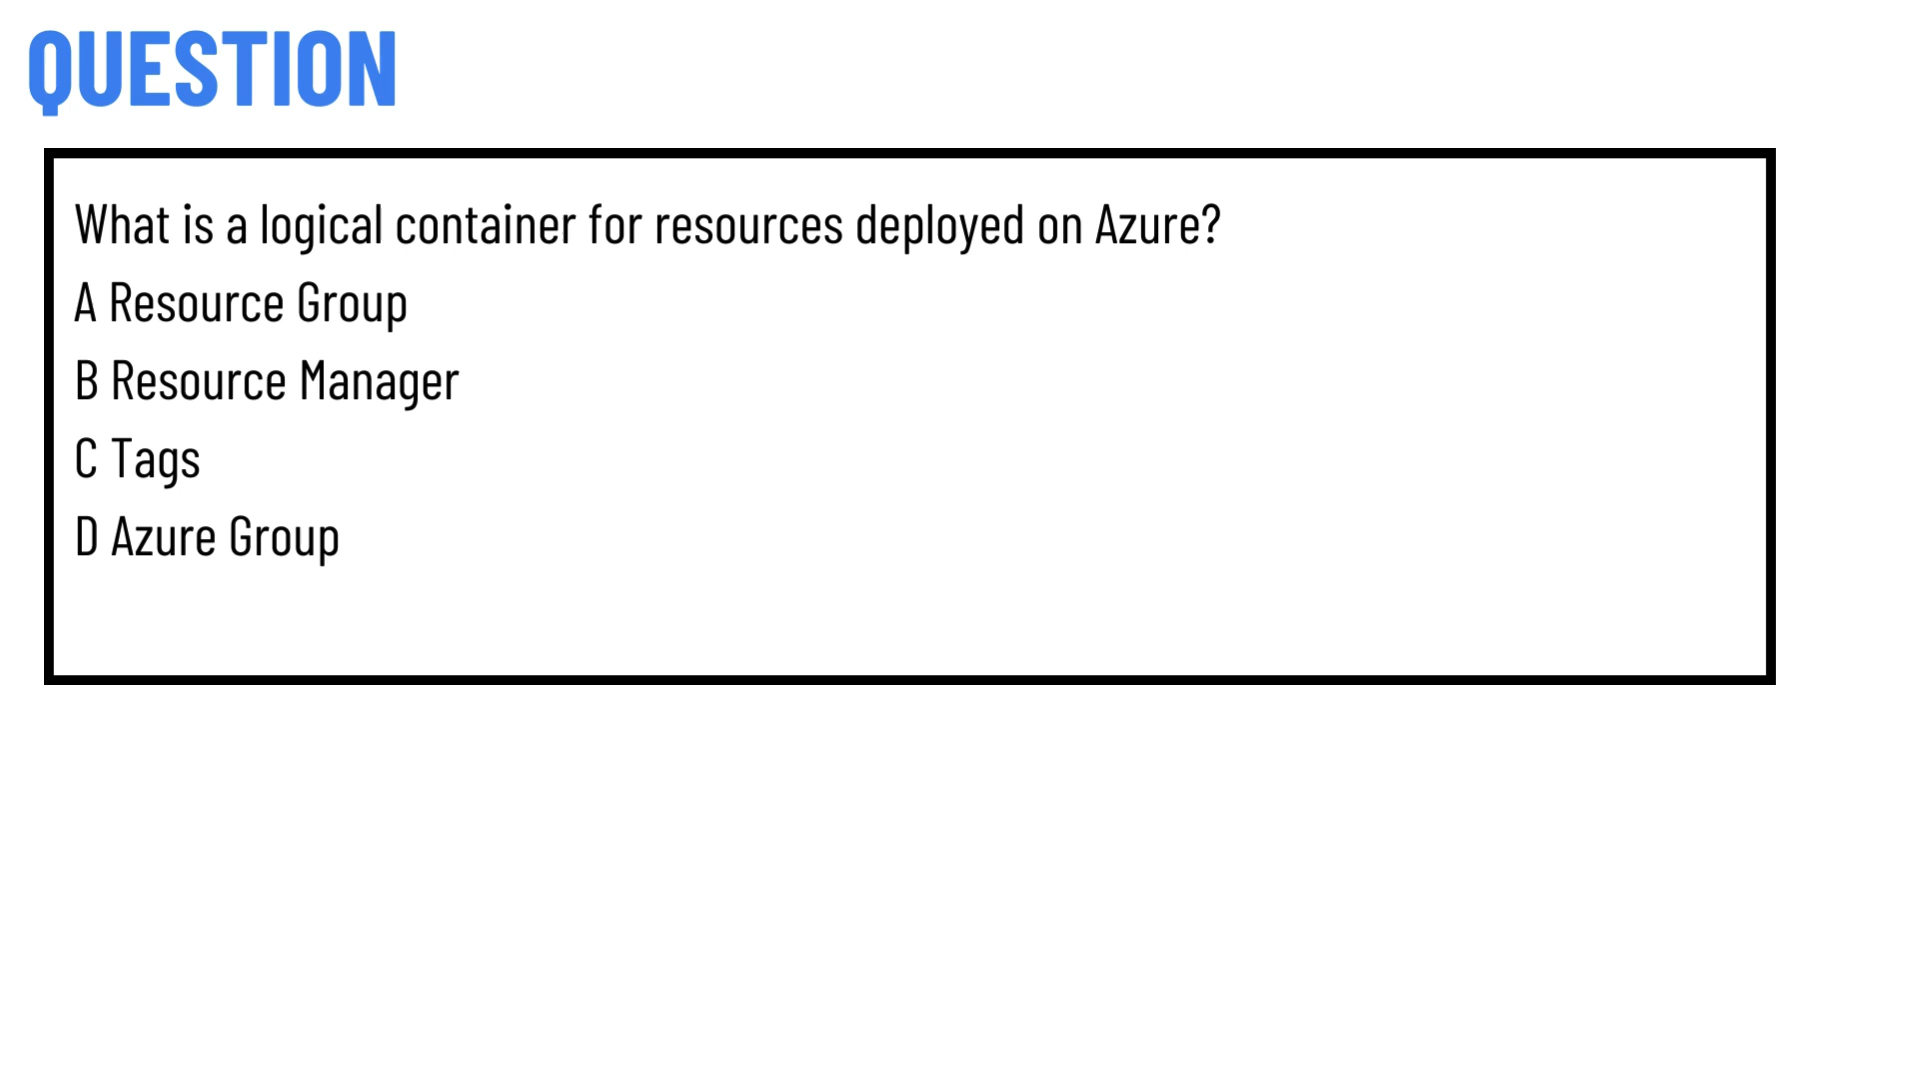 QUESTION
What is a logical container for resources deployed on Azure?
A Resource Group
B Resource Manager
C Tags
D Azure Group